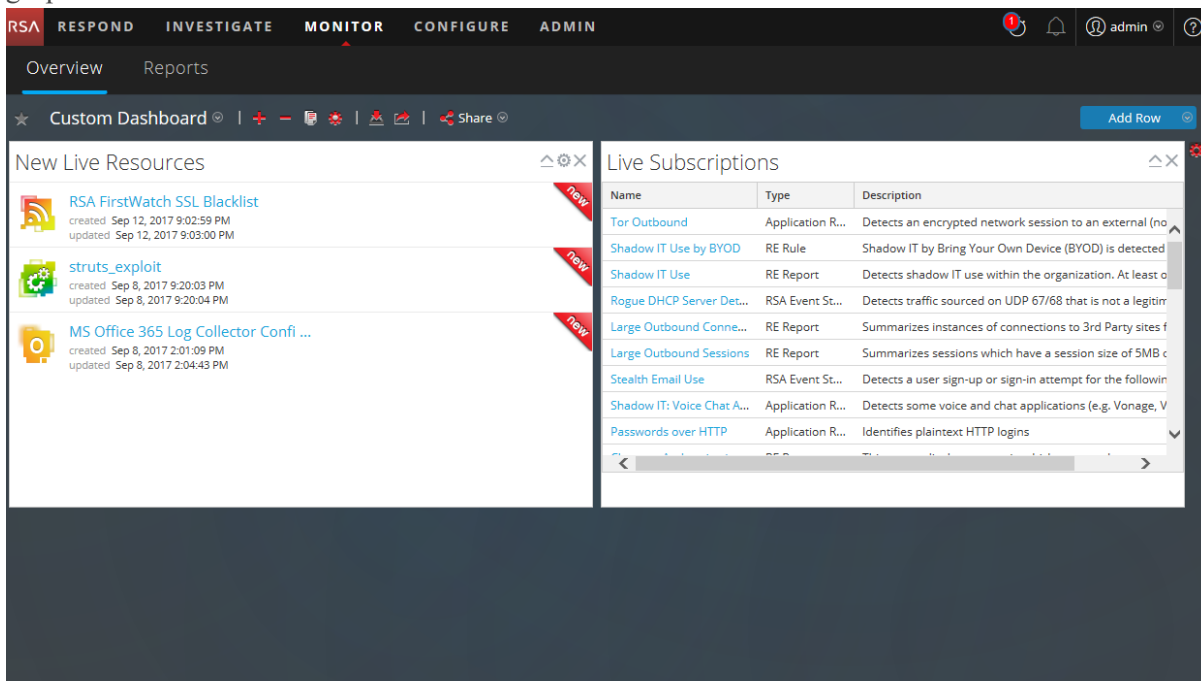 RSA RESPOND INVESTIGATE MONITOR CONFIGURE ADMIN 1 admin ?
Overview Reports
Custom Dashboard Share Add Row
New Live Resources
RSA FirstWatch SSL Blacklist
created Sep 12, 2017 9:02:59 PM
updated Sep 12, 2017 9:03:00 PM
new
struts_exploit
created Sep 8, 2017 9:20:03 PM
updated Sep 8, 2017 9:20:04 PM
new
MS Office 365 Log Collector Confi ...
created Sep 8, 2017 2:01:09 PM
updated Sep 8, 2017 2:04:43 PM
new
Live Subscriptions
Name Type Description
Tor Outbound Application R... Detects an encrypted network session to an external (no
Shadow IT Use by BYOD RE Rule Shadow IT by Bring Your Own Device (BYOD) is detected
Shadow IT Use RE Report Detects shadow IT use within the organization. At least o
Rogue DHCP Server Det... RSA Event St... Detects traffic sourced on UDP 67/68 that is not a legitim
Large Outbound Conne... RE Report Summarizes instances of connections to 3rd Party sites f
Large Outbound Sessions RE Report Summarizes sessions which have a session size of 5MB o
Stealth Email Use RSA Event St... Detects a user sign-up or sign-in attempt for the followin
Shadow IT: Voice Chat A... Application R... Detects some voice and chat applications (e.g. Vonage, V
Passwords over HTTP Application R... Identifies plaintext HTTP logins